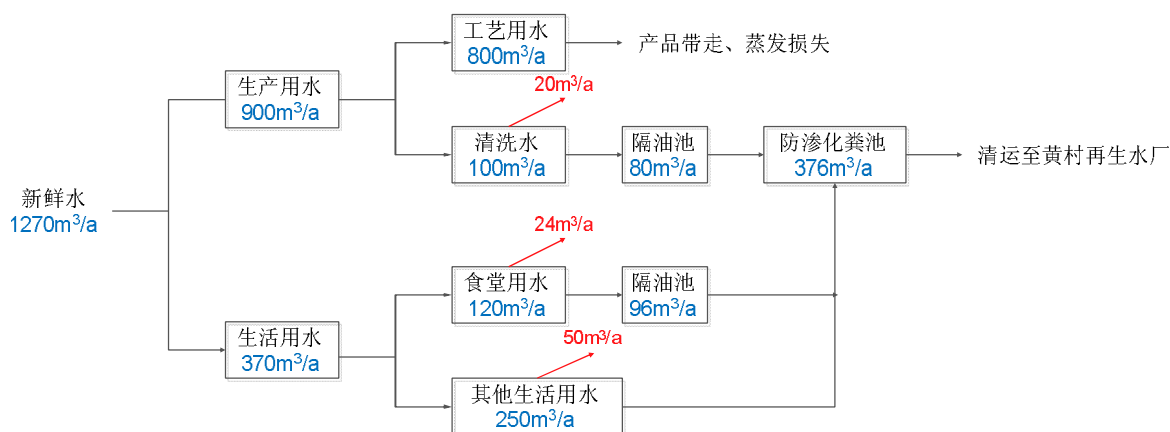 工艺用水
800m³/a
产品带走、蒸发损失
20m³/a
生产用水
900m³/a
清洗水
100m³/a
隔油池
80m³/a
防渗化粪池
376m³/a
清运至黄村再生水厂
新鲜水
1270m³/a
24m³/a
食堂用水
120m³/a
隔油池
96m³/a
生活用水
370m³/a
50m³/a
其他生活用水
250m³/a